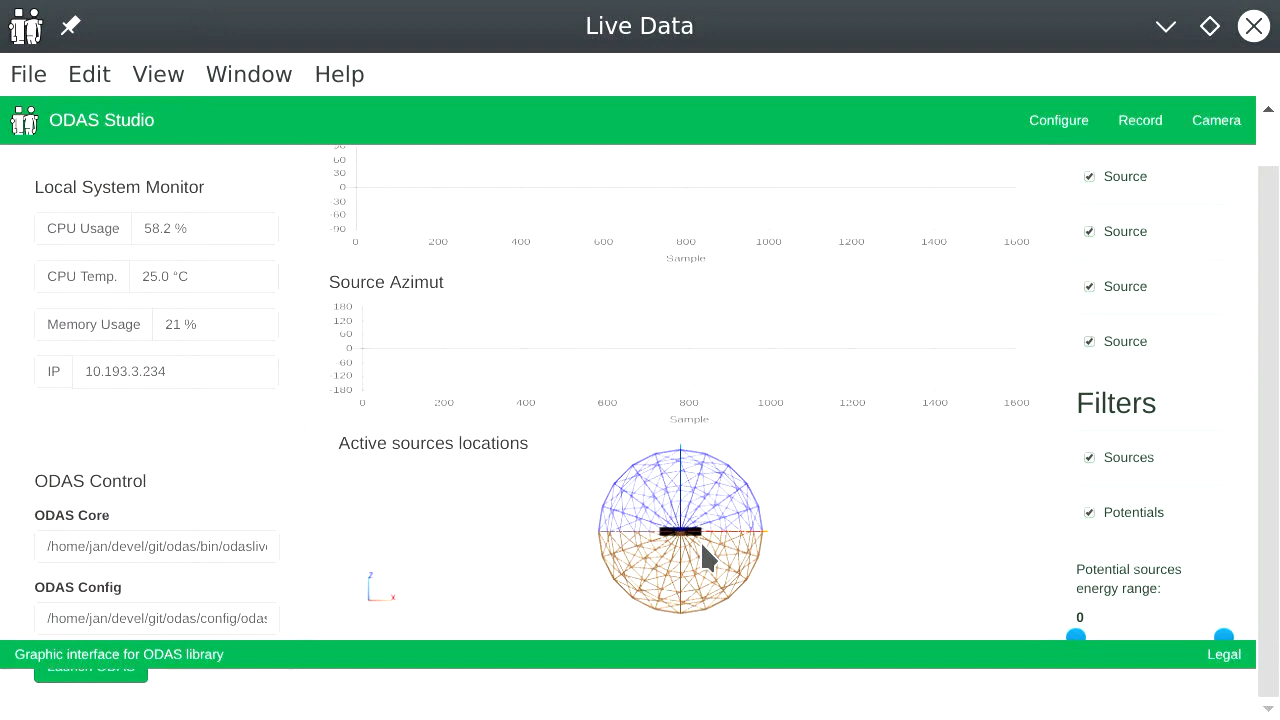 Live Data
File Edit View Window Help
ODAS Studio
Configure Record Camera
Local System Monitor
CPU Usage 58.2 %
CPU Temp. 25.0 °C
Memory Usage 21 %
IP 10.193.3.234
ODAS Control
ODAS Core
/home/jan/devel/git/odas/bin/odasliv
ODAS Config
/home/jan/devel/git/odas/config/odas
90
60
30
0
-30
-60
-90
0 200 400 600 800 1000 1200 1400 1600
Sample
Source Azimut
180
120
60
0
-60
-120
-180
0 200 400 600 800 1000 1200 1400 1600
Sample
Active sources locations
z
x
Source
Source
Source
Source
Filters
Sources
Potentials
Potential sources
energy range:
0
Graphic interface for ODAS library
Legal
Launch ODAS